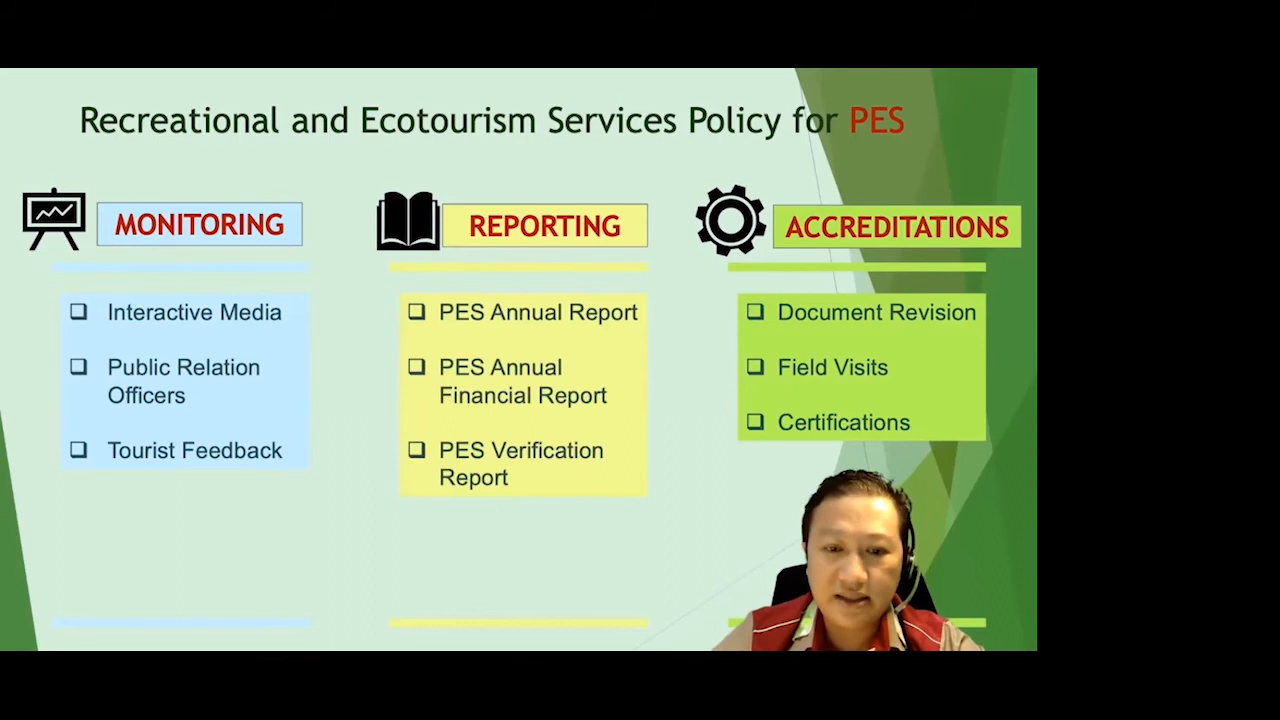 Recreational and Ecotourism Services Policy for PES
MONITORING
Interactive Media
Public Relation
Officers
Tourist Feedback
REPORTING
PES Annual Report
PES Annual
Financial Report
PES Verification
Report
ACCREDITATIONS
Document Revision
Field Visits
Certifications